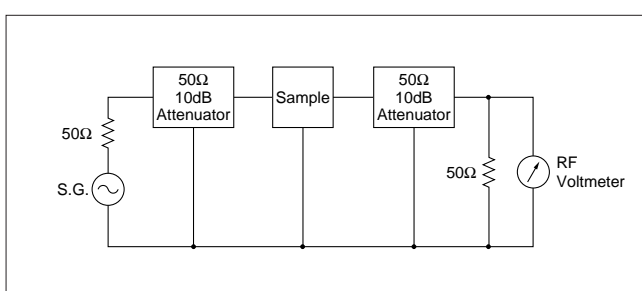 50Ω
10dB
Attenuator
Sample
50Ω
10dB
Attenuator
50Ω
S.G.
50Ω
RF
Voltmeter